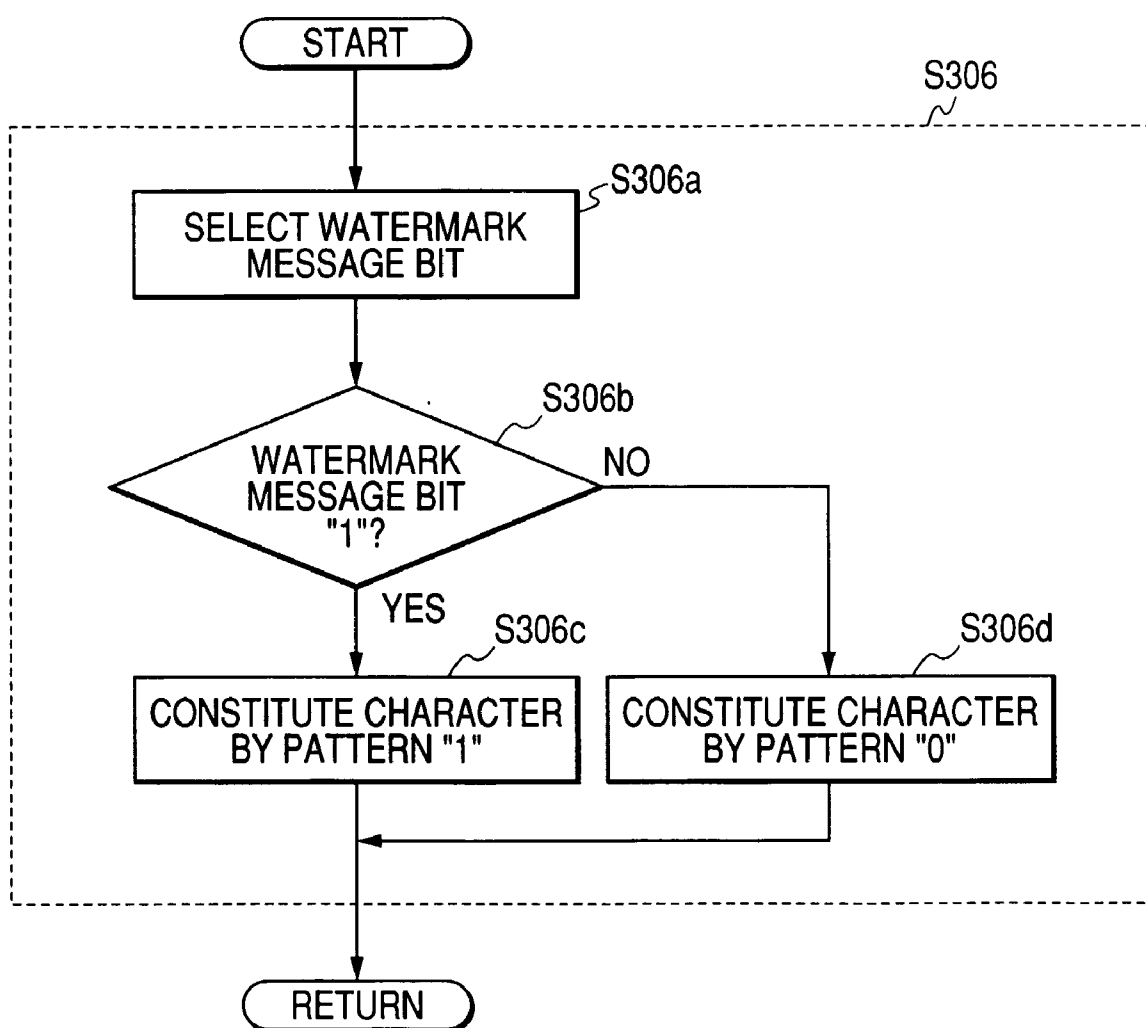 START
S306
S306a
SELECT WATERMARK
MESSAGE BIT
S306b
WATERMARK
MESSAGE BIT
"1"?
NO
YES
S306c
S306d
CONSTITUTE CHARACTER
BY PATTERN "1"
CONSTITUTE CHARACTER
BY PATTERN "0"
RETURN